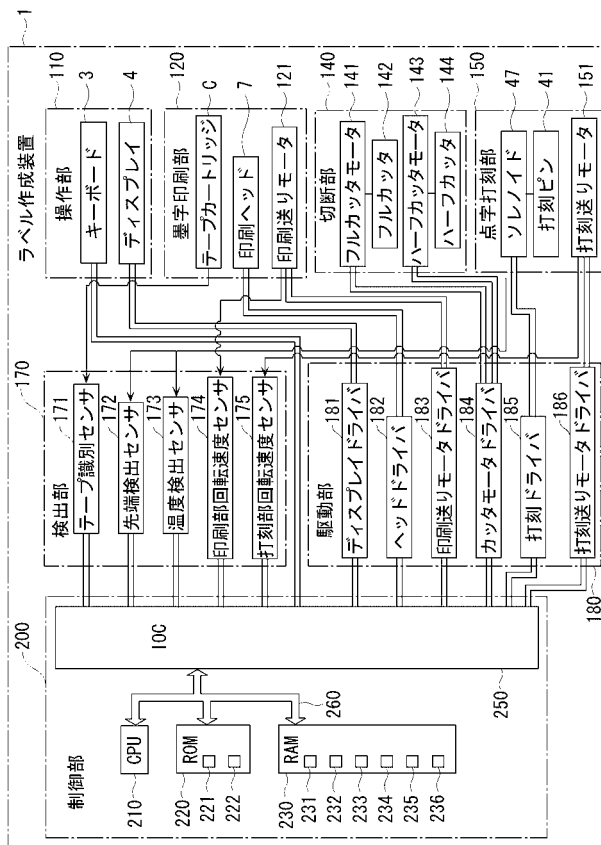 ラベル作成装置
1
操作部
110
キーボード
3
ディスプレイ
4
墨字印刷部
120
テープカートリッジ
C
印刷ヘッド
7
印刷送りモータ
121
切断部
140
フルカッタモータ
141
フルカッタ
142
ハーフカッタモータ
143
ハーフカッタ
144
点字打刻部
150
ソレノイド
47
打刻ピン
41
打刻送りモータ
151
検出部
170
テープ識別センサ
171
先端検出センサ
172
温度検出センサ
173
印刷部回転速度センサ
174
打刻部回転速度センサ
175
駆動部
180
ディスプレイドライバ
181
ヘッドドライバ
182
印刷送りモータドライバ
183
カッタモータドライバ
184
打刻ドライバ
185
打刻送りモータドライバ
186
制御部
200
IOC
250
260
CPU
210
ROM
220
221
222
RAM
230
231
232
233
234
235
236